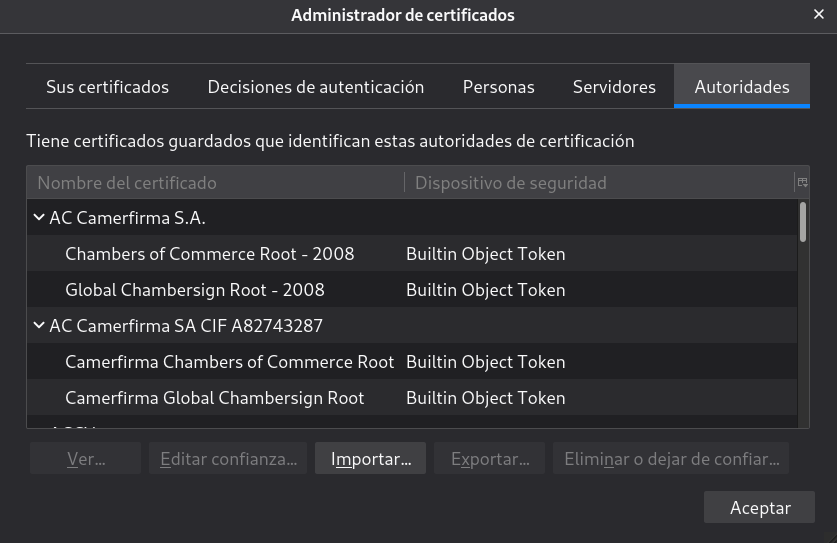 Administrador de certificados
Sus certificados Decisiones de autenticación Personas Servidores Autoridades
Tiene certificados guardados que identifican estas autoridades de certificación
Nombre del certificado Dispositivo de seguridad
AC Camerfirma S.A.
Chambers of Commerce Root - 2008 Builtin Object Token
Global Chambersign Root - 2008 Builtin Object Token
AC Camerfirma SA CIF A82743287
Camerfirma Chambers of Commerce Root Builtin Object Token
Camerfirma Global Chambersign Root Builtin Object Token
Ver... Editar confianza... Importar... Exportar... Eliminar o dejar de confiar...
Aceptar